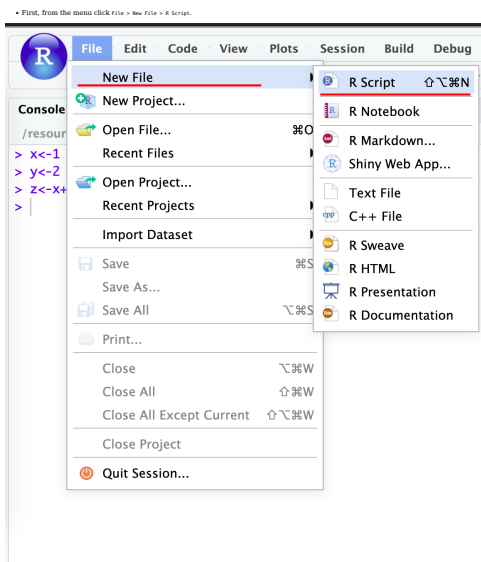 • First, from the menu click File > New File > R Script.
R
File Edit Code View Plots Session Build Debug
New File
R Script ⇧⌥⌘N
New Project...
R Notebook
Console
/resour
Open File... ⌘O
R Markdown...
> x<-1
Recent Files
Shiny Web App...
> y<-2
> z<-x+
Open Project...
Text File
>
Recent Projects
C++ File
Import Dataset
R Sweave
Save ⌘S
R HTML
Save As...
R Presentation
Save All ⌥⌘S
R Documentation
Print...
Close ⌥⌘W
Close All ⇧⌘W
Close All Except Current ⇧⌥⌘W
Close Project
Quit Session...